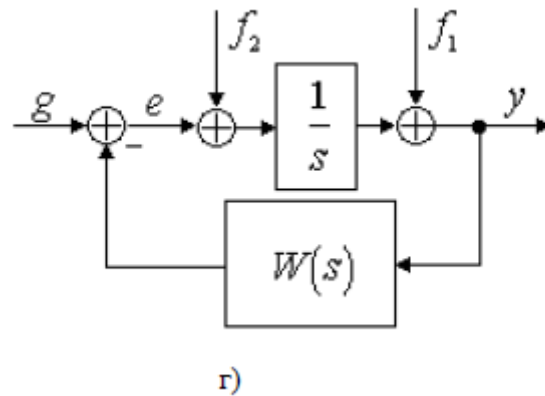 f₂ f₁
g e 1/s y
−
W(s)
г)